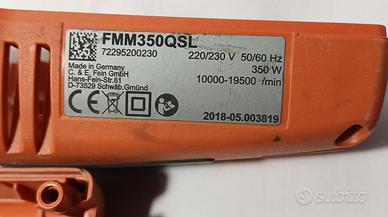 FMM350QSL
72295200230
Made in Germany
C. & E. Fein GmbH
Hans-Fein-Str.81
D-73529 Schwäb.Gmünd
220/230 V 50/60 Hz
350 W
10000-19500 /min
2018-05.003819
subito